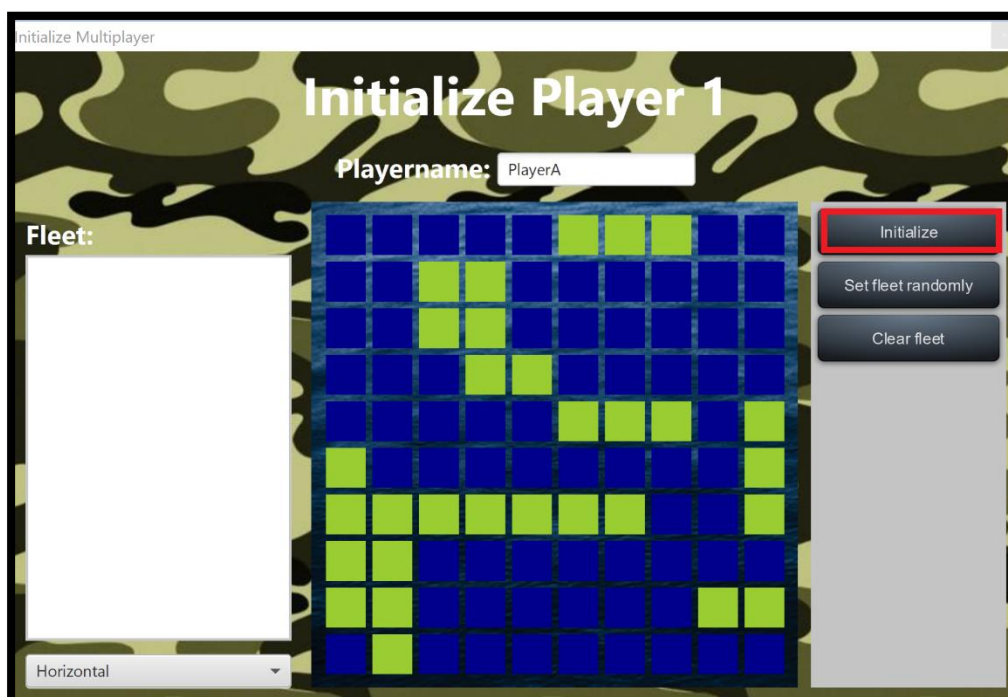 Initialize Multiplayer
Initialize Player 1
Playername: PlayerA
Fleet:
Initialize
Set fleet randomly
Clear fleet
Horizontal